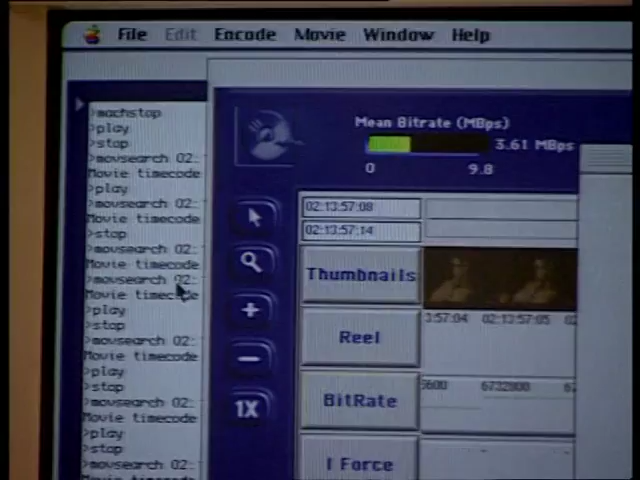 File Edit Encode Movie Window Help
>machstop
>play
>stop
>movsearch 02:
Movie timecode
>play
>movsearch 02:
Movie timecode
>stop
>movsearch 02:
Movie timecode
>movsearch 02:
Movie timecode
>play
>stop
>movsearch 02:
Movie timecode
>play
>stop
>movsearch 02:
Movie timecode
>play
>stop
>movsearch 02:
Mean Bitrate (MBps)
3.61 MBps
0 9.8
02:13:57:08
02:13:57:14
Thumbnails
Reel
3:57:04 02:13:57:05
BitRate
6600 6732800
I Force
1X